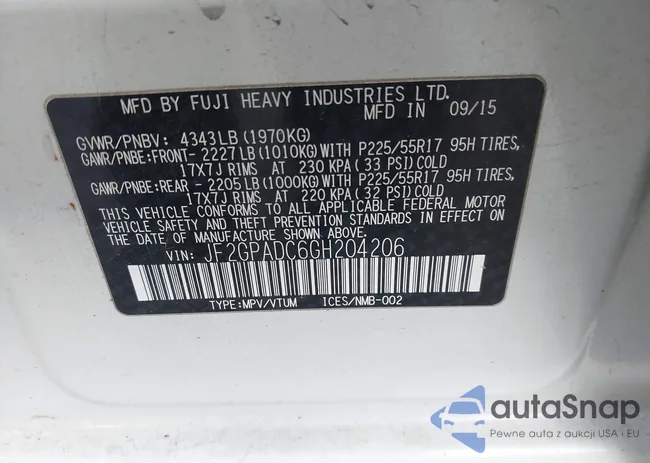 MFD BY FUJI HEAVY INDUSTRIES LTD.
MFD IN 09/15
GVWR/PNBV: 4343LB(1970KG)
GAWR/PNBE:FRONT- 2227LB(1010KG)WITH P225/55R17 95H TIRES,
17X7J RIMS AT 230 KPA(33 PSI)COLD
GAWR/PNBE:REAR - 2205LB(1000KG)WITH P225/55R17 95H TIRES,
17X7J RIMS AT 220 KPA(32 PSI)COLD
THIS VEHICLE CONFORMS TO ALL APPLICABLE FEDERAL MOTOR
VEHICLE SAFETY AND THEFT PREVENTION STANDARDS IN EFFECT
ON THE DATE OF MANUFACTURE SHOWN ABOVE.
VIN: JF2GPADC6GH204206
TYPE:MPV/VTUM ICES/NMB-002
autaSnap
Pewne auta z aukcji USA i EU